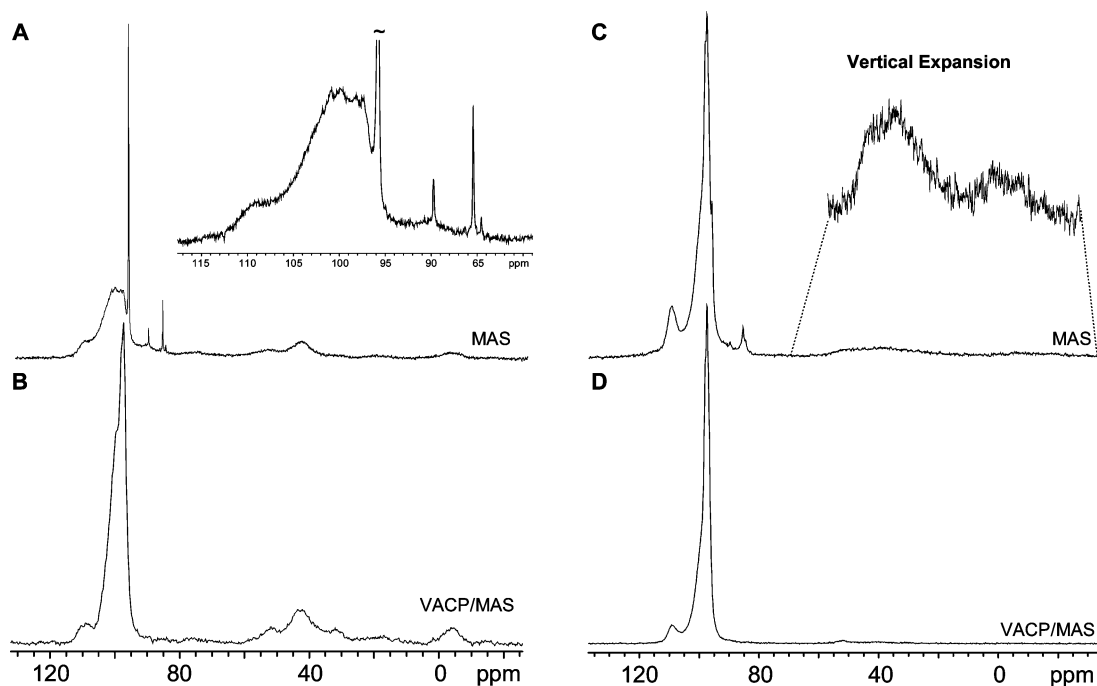 A
~
115 110 105 100 95 90 65 ppm
MAS
B
VACP/MAS
120 80 40 0 ppm
C
Vertical Expansion
MAS
D
VACP/MAS
120 80 40 0 ppm